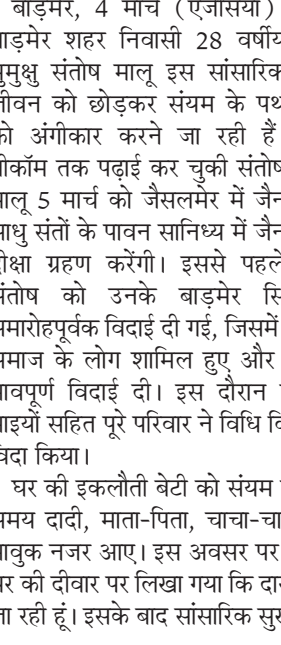 बाड़मेर, 4 मार्च (एजेंसियां)
बाड़मेर शहर निवासी 28 वर्षीय
मुमुक्षु संतोष मालू इस सांसारिक
जीवन को छोड़कर संयम के पथ
को अंगीकार करने जा रही हैं
बीकॉम तक पढ़ाई कर चुकी संतोष
मालू 5 मार्च को जैसलमेर में जैन
साधु संतों के पावन सानिध्य में जैन
दीक्षा ग्रहण करेंगी। इससे पहले
संतोष को उनके बाड़मेर
समारोहपूर्वक विदाई दी गई, जिसमें
समाज के लोग शामिल हुए और
भावपूर्ण विदाई दी। इस दौरान
भाइयों सहित पूरे परिवार ने विधि
विदा किया।
घर की इकलौती बेटी को संयम
समय दादी, माता-पिता, चाचा-
भावुक नजर आए। इस अवसर पर
घर की दीवार पर लिखा गया कि
जा रही हूं। इसके बाद सांसारिक